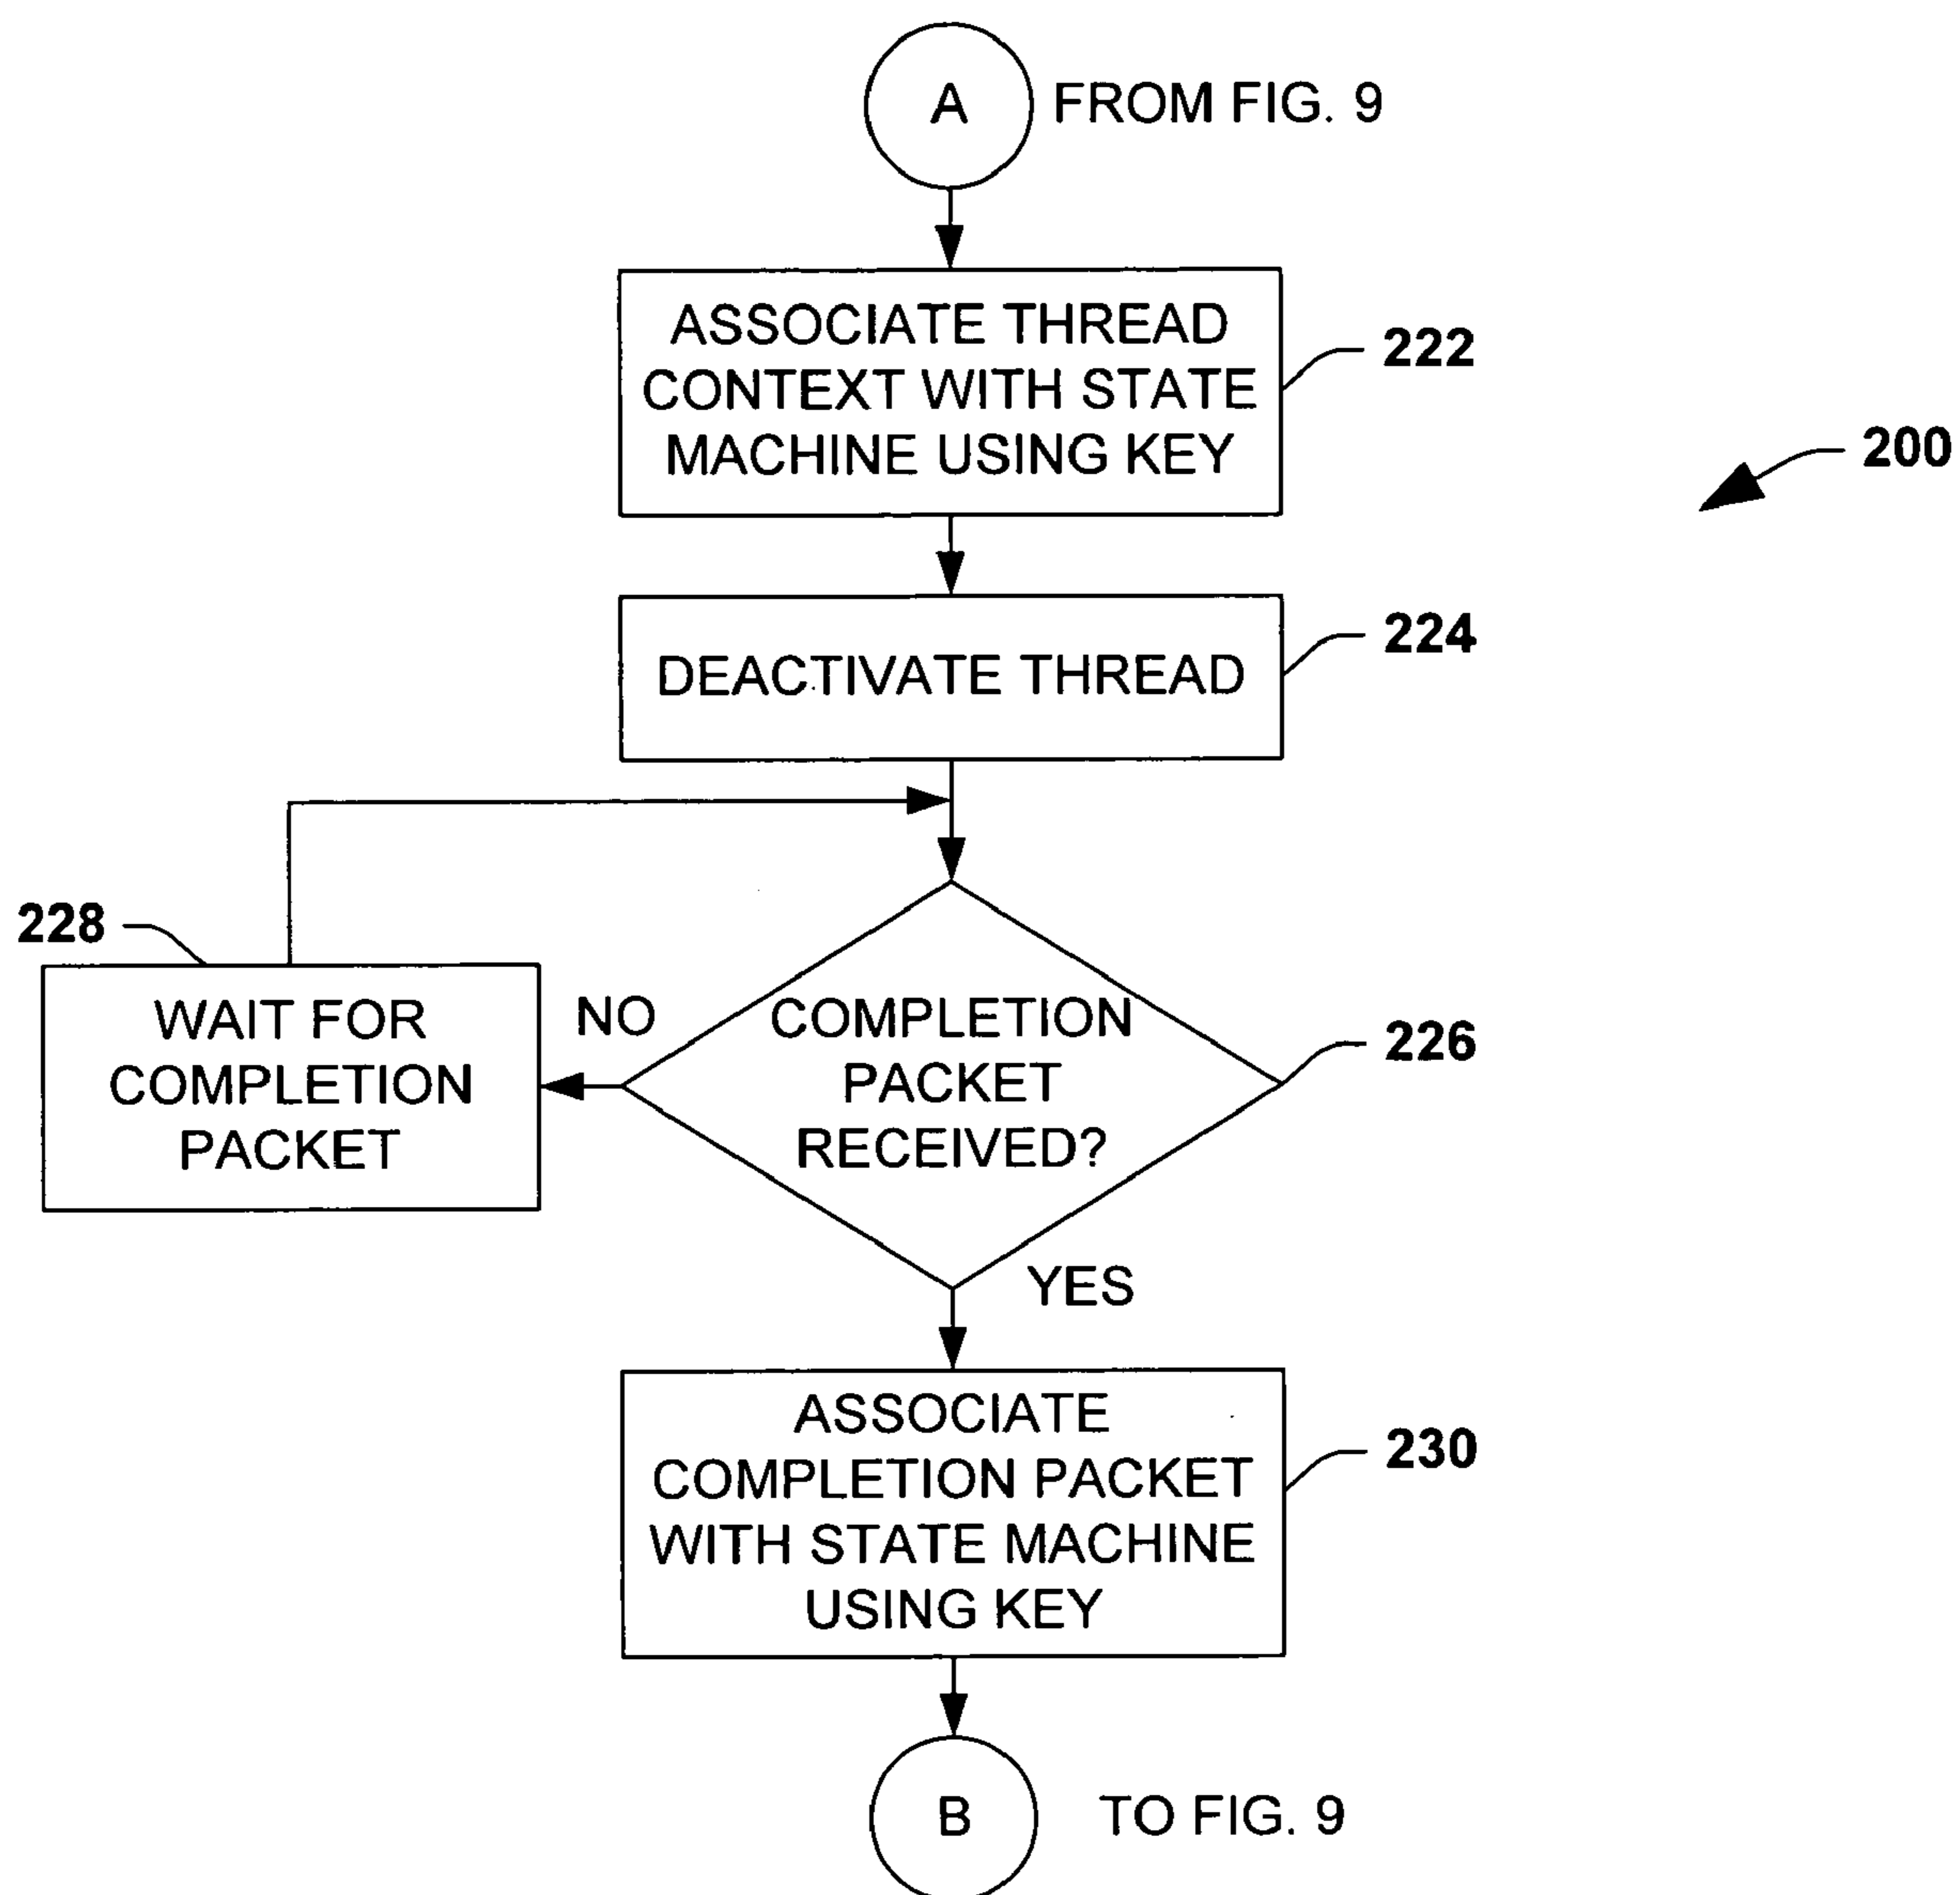 A
FROM FIG. 9
ASSOCIATE THREAD
CONTEXT WITH STATE
MACHINE USING KEY
222
200
DEACTIVATE THREAD
224
228
WAIT FOR
COMPLETION
PACKET
NO
COMPLETION
PACKET
RECEIVED?
226
YES
ASSOCIATE
COMPLETION PACKET
WITH STATE MACHINE
USING KEY
230
B
TO FIG. 9